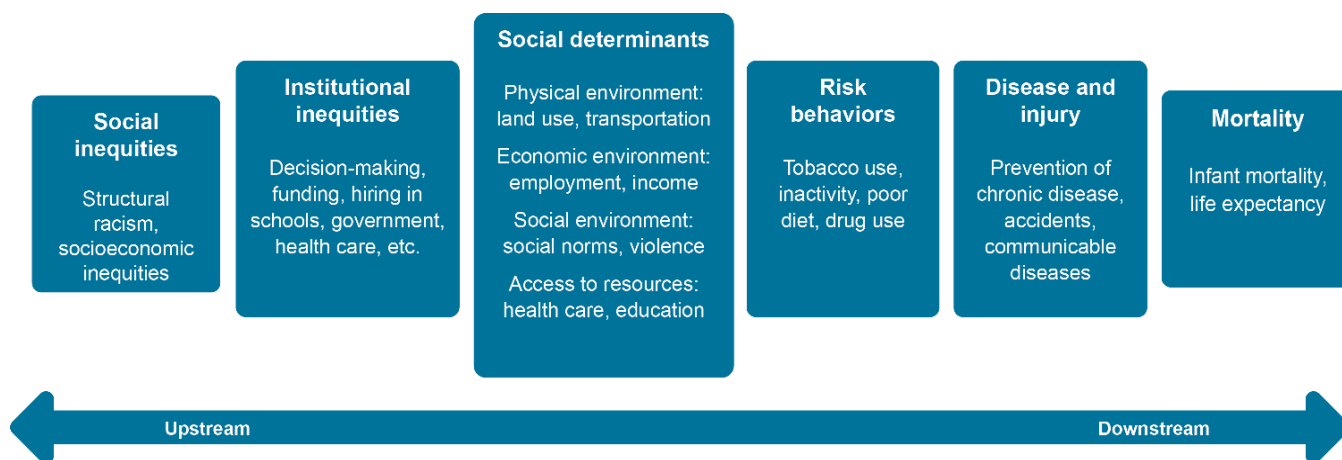 Social
inequities
Structural
racism,
socioeconomic
inequities
Institutional
inequities
Decision-making,
funding, hiring in
schools, government,
health care, etc.
Social determinants
Physical environment:
land use, transportation
Economic environment:
employment, income
Social environment:
social norms, violence
Access to resources:
health care, education
Risk
behaviors
Tobacco use,
inactivity, poor
diet, drug use
Disease and
injury
Prevention of
chronic disease,
accidents,
communicable
diseases
Mortality
Infant mortality,
life expectancy
Upstream
Downstream